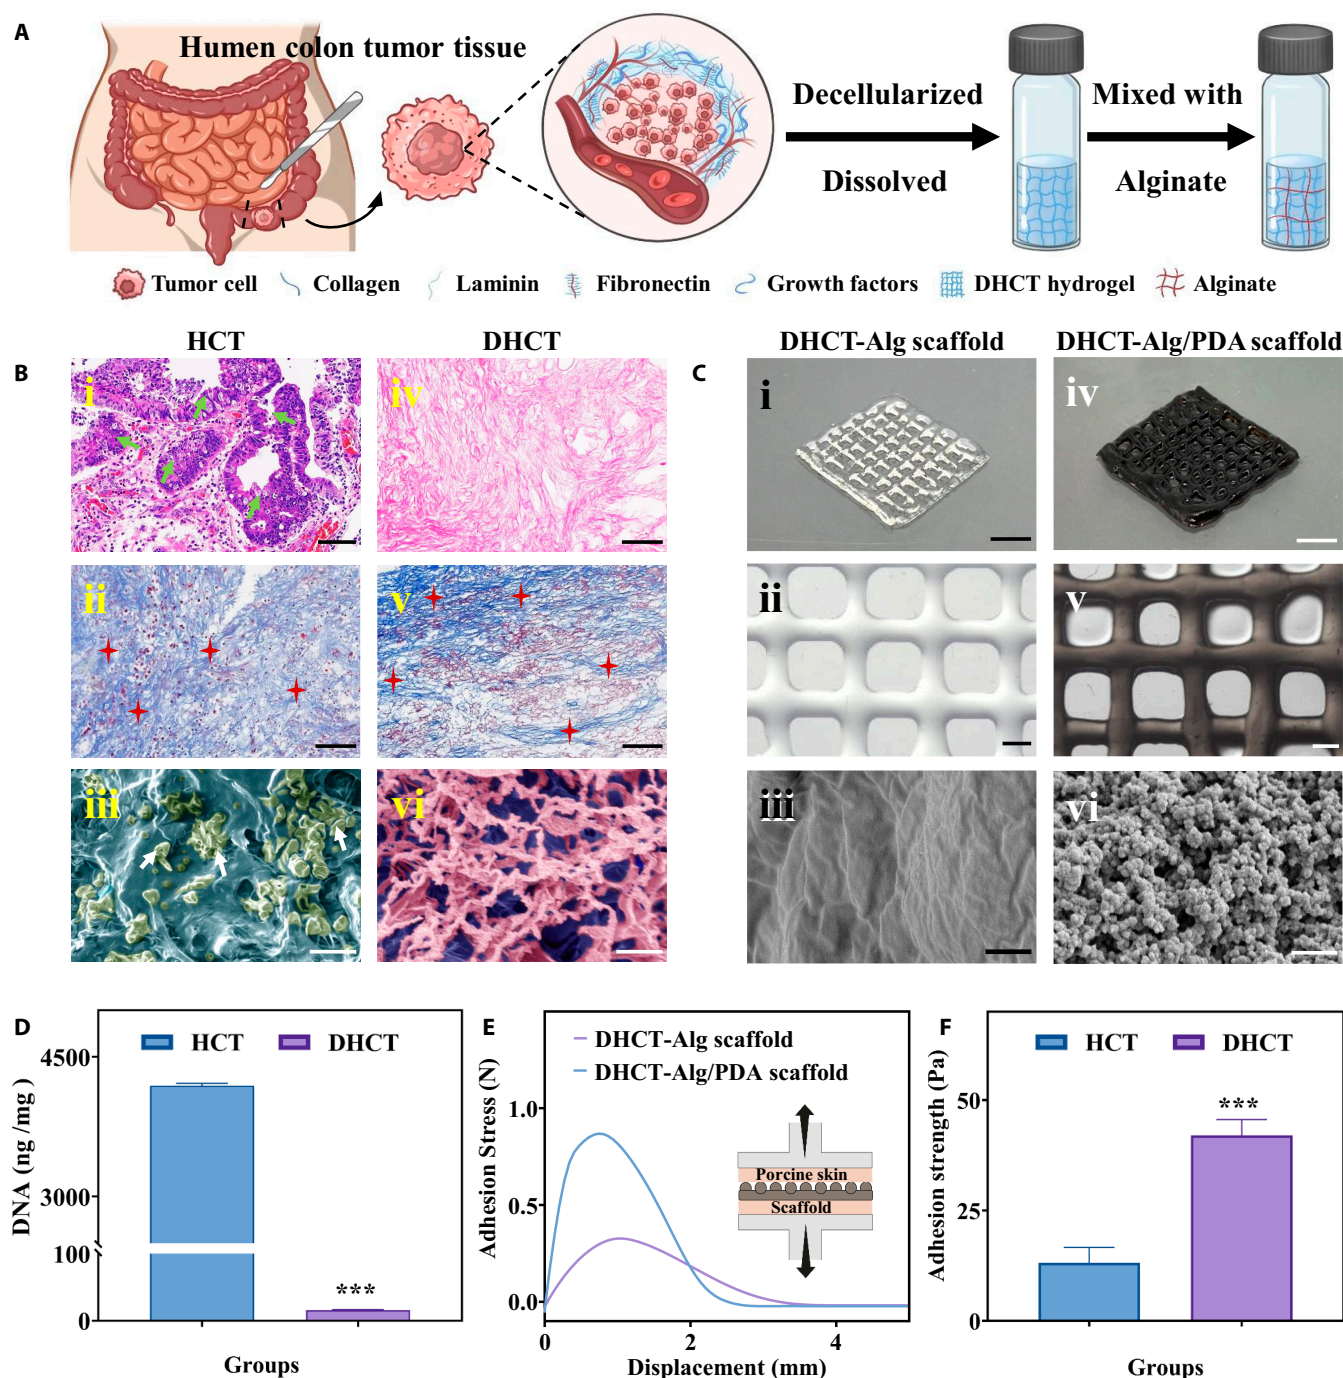 A
Humen colon tumor tissue
Decellularized
Dissolved
Mixed with
Alginate
Tumor cell
Collagen
Laminin
Fibronectin
Growth factors
DHCT hydrogel
Alginate
B
HCT
DHCT
i
iv
ii
v
iii
vi
C
DHCT-Alg scaffold
DHCT-Alg/PDA scaffold
i
iv
ii
v
iii
vi
D
HCT
DHCT
DNA (ng /mg)
4500
3000
100
0
***
Groups
E
DHCT-Alg scaffold
DHCT-Alg/PDA scaffold
Adhesion Stress (N)
1.0
0.5
0.0
0
2
4
Displacement (mm)
Porcine skin
Scaffold
F
HCT
DHCT
Adhesion strength (Pa)
50
25
0
***
Groups